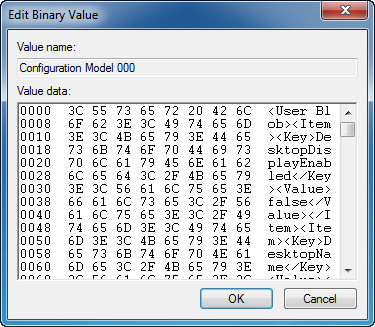 Edit Binary Value
Value name:
Configuration Model 000
Value data:
0000 3C 55 73 65 72 20 42 6C <User Bl
0008 6F 62 3E 3C 49 74 65 6D ob><Item
0010 3E 3C 4B 65 79 3E 44 65 ><Key>De
0018 73 6B 74 6F 70 44 69 73 sktopDis
0020 70 6C 61 79 45 6E 61 62 playEnab
0028 6C 65 64 3C 2F 4B 65 79 led</Key
0030 3E 3C 56 61 6C 75 65 3E ><Value>
0038 66 61 6C 73 65 3C 2F 56 false</V
0040 61 6C 75 65 3E 3C 2F 49 alue></I
0048 74 65 6D 3E 3C 49 74 65 tem><Ite
0050 6D 3E 3C 4B 65 79 3E 44 m><Key>D
0058 65 73 6B 74 6F 70 4E 61 esktopNa
0060 6D 65 3C 2F 4B 65 79 3E me</Key>
OK Cancel